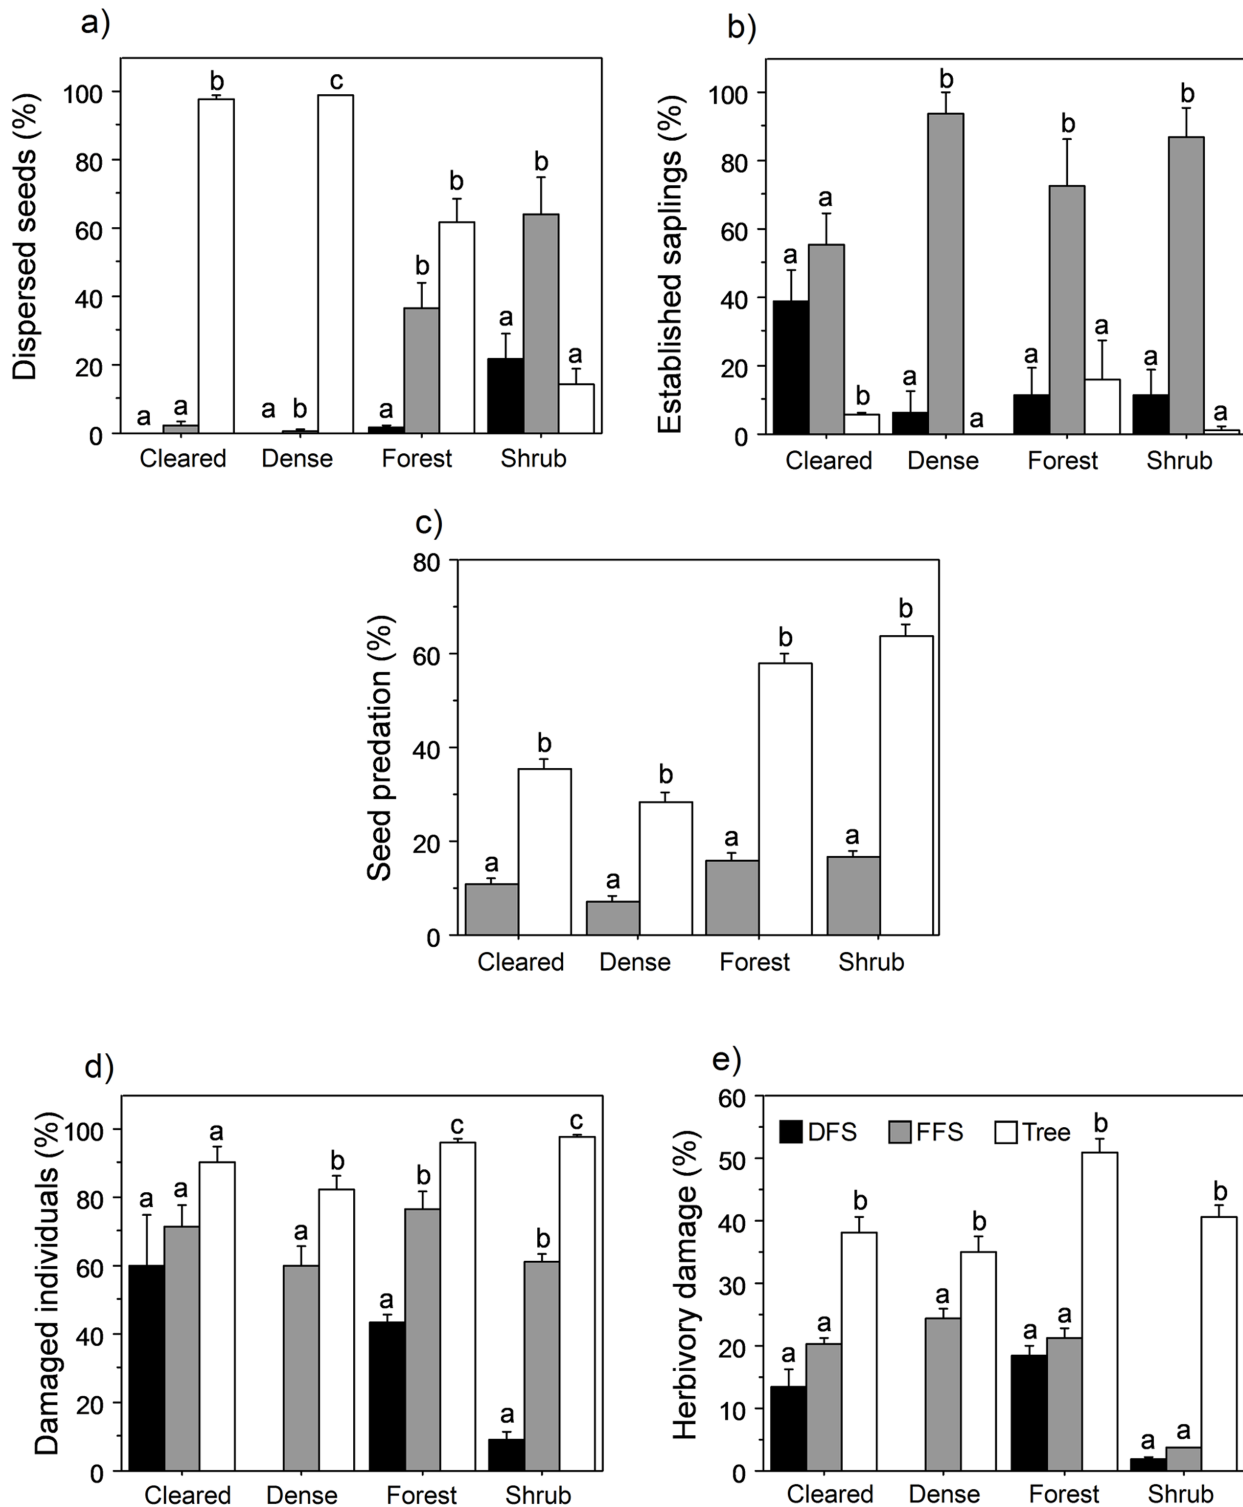 a)
Dispersed seeds (%)
100
80
60
40
20
0
a a b
a b c
a b b
a b a
Cleared Dense Forest Shrub
b)
Established saplings (%)
100
80
60
40
20
0
a a b
a b a
a b a
a b a
Cleared Dense Forest Shrub
c)
Seed predation (%)
80
60
40
20
0
a b
a b
a b
a b
Cleared Dense Forest Shrub
d)
Damaged individuals (%)
100
80
60
40
20
0
a a a
a b
a b c
a b c
Cleared Dense Forest Shrub
e)
Herbivory damage (%)
60
50
40
30
20
10
0
DFS FFS Tree
a a b
a b
a a b
a a b
Cleared Dense Forest Shrub